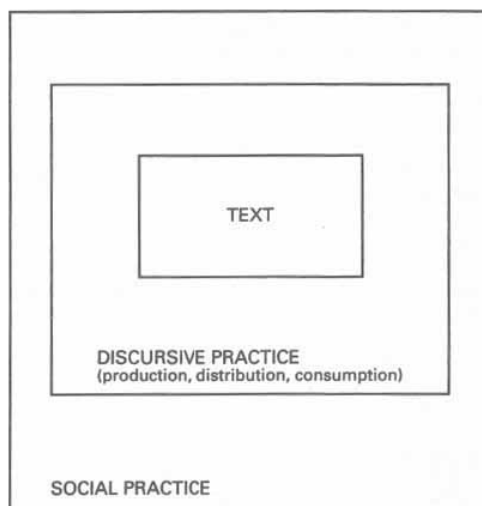 TEXT
DISCURSIVE PRACTICE
(production, distribution, consumption)
SOCIAL PRACTICE